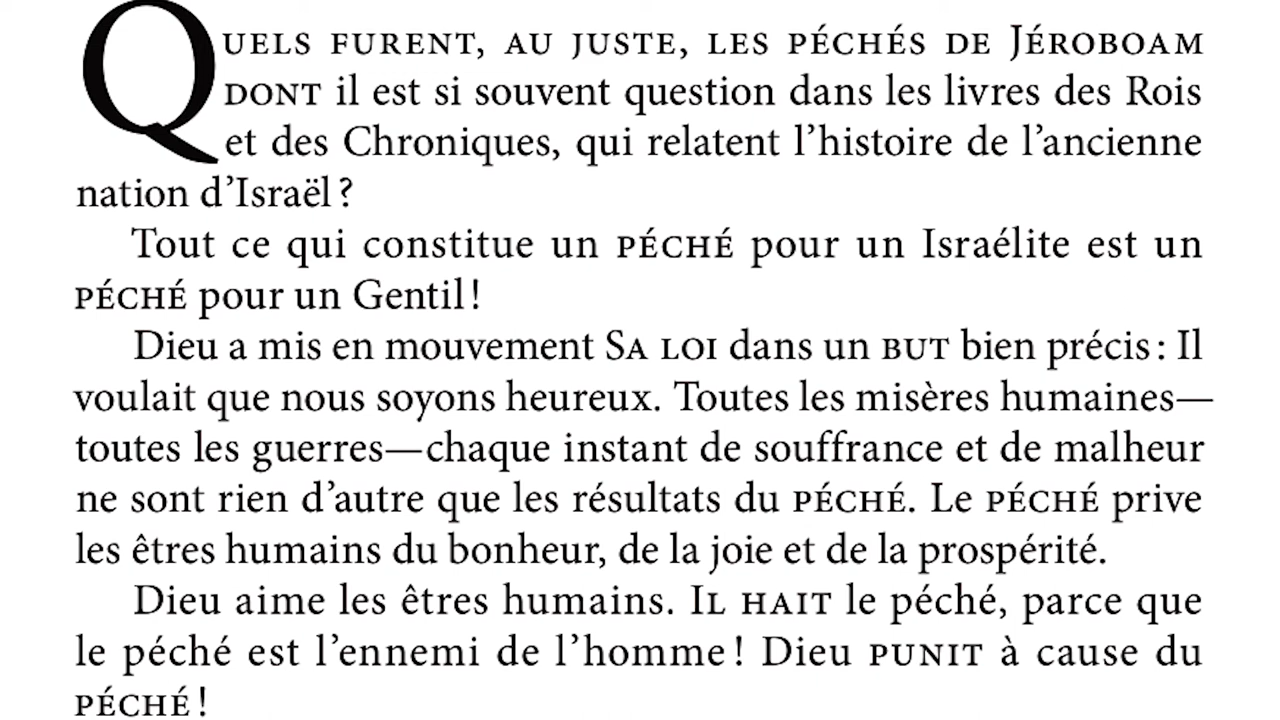 QUELS FURENT, AU JUSTE, LES PÉCHÉS DE JÉROBOAM
DONT il est si souvent question dans les livres des Rois
et des Chroniques, qui relatent l’histoire de l’ancienne
nation d’Israël ?
Tout ce qui constitue un PÉCHÉ pour un Israélite est un
PÉCHÉ pour un Gentil !
Dieu a mis en mouvement SA LOI dans un BUT bien précis : Il
voulait que nous soyons heureux. Toutes les misères humaines—
toutes les guerres—chaque instant de souffrance et de malheur
ne sont rien d’autre que les résultats du PÉCHÉ. Le PÉCHÉ prive
les êtres humains du bonheur, de la joie et de la prospérité.
Dieu aime les êtres humains. IL HAIT le péché, parce que
le péché est l’ennemi de l’homme ! Dieu PUNIT à cause du
PÉCHÉ !